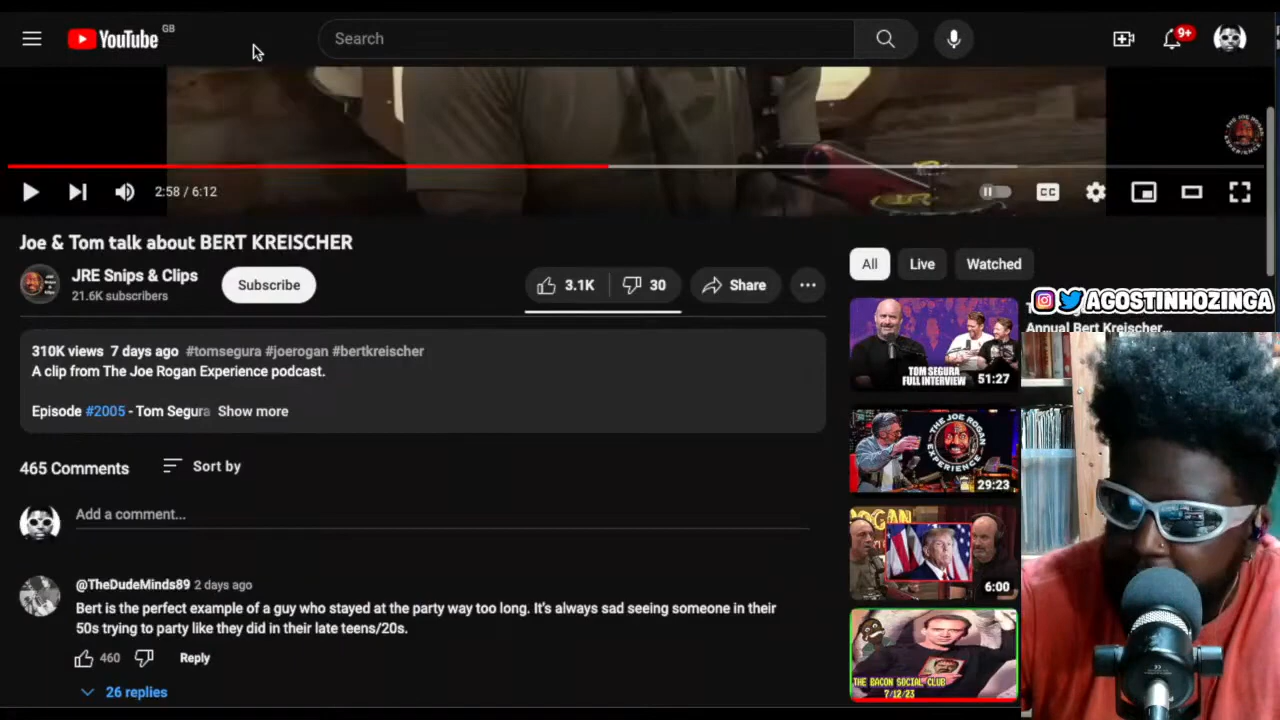 YouTube GB
Search
9+
2:58 / 6:12
CC
Joe & Tom talk about BERT KREISCHER
JRE Snips & Clips
21.6K subscribers
Subscribe
3.1K
30
Share
310K views 7 days ago #tomsegura #joerogan #bertkreischer
A clip from The Joe Rogan Experience podcast.
Episode #2005 - Tom Segura Show more
465 Comments
Sort by
Add a comment...
@TheDudeMinds89 2 days ago
Bert is the perfect example of a guy who stayed at the party way too long. It's always sad seeing someone in their
50s trying to party like they did in their late teens/20s.
460
Reply
26 replies
All
Live
Watched
AGOSTINHOZINGA
Annual Bert Kreischer...
TOM SEGURA
FULL INTERVIEW
51:27
THE JOE ROGAN
EXPERIENCE
29:23
ROGAN
6:00
THE BACON SOCIAL CLUB
7/12/23